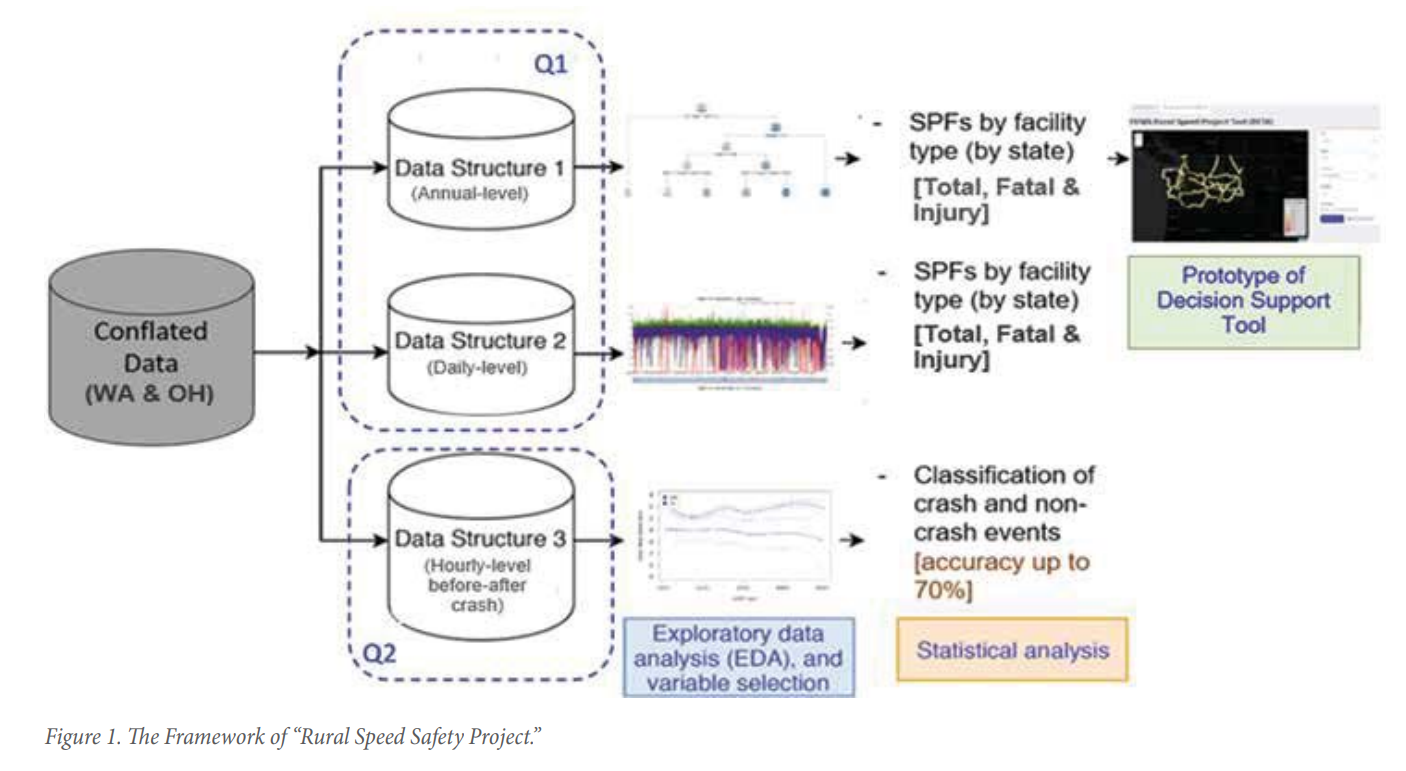 Q1
Conflated
Data
(WA & OH)
Data Structure 1
(Annual-level)
Data Structure 2
(Daily-level)
Data Structure 3
(Hourly-level
before-after
crash)
Q2
- SPFs by facility
type (by state)
[Total, Fatal &
Injury]
- SPFs by facility
type (by state)
[Total, Fatal &
Injury]
- Classification of
crash and non-
crash events
[accuracy up to
70%]
Prototype of
Decision Support
Tool
Exploratory data
analysis (EDA), and
variable selection
Statistical analysis
Figure 1. The Framework of “Rural Speed Safety Project.”